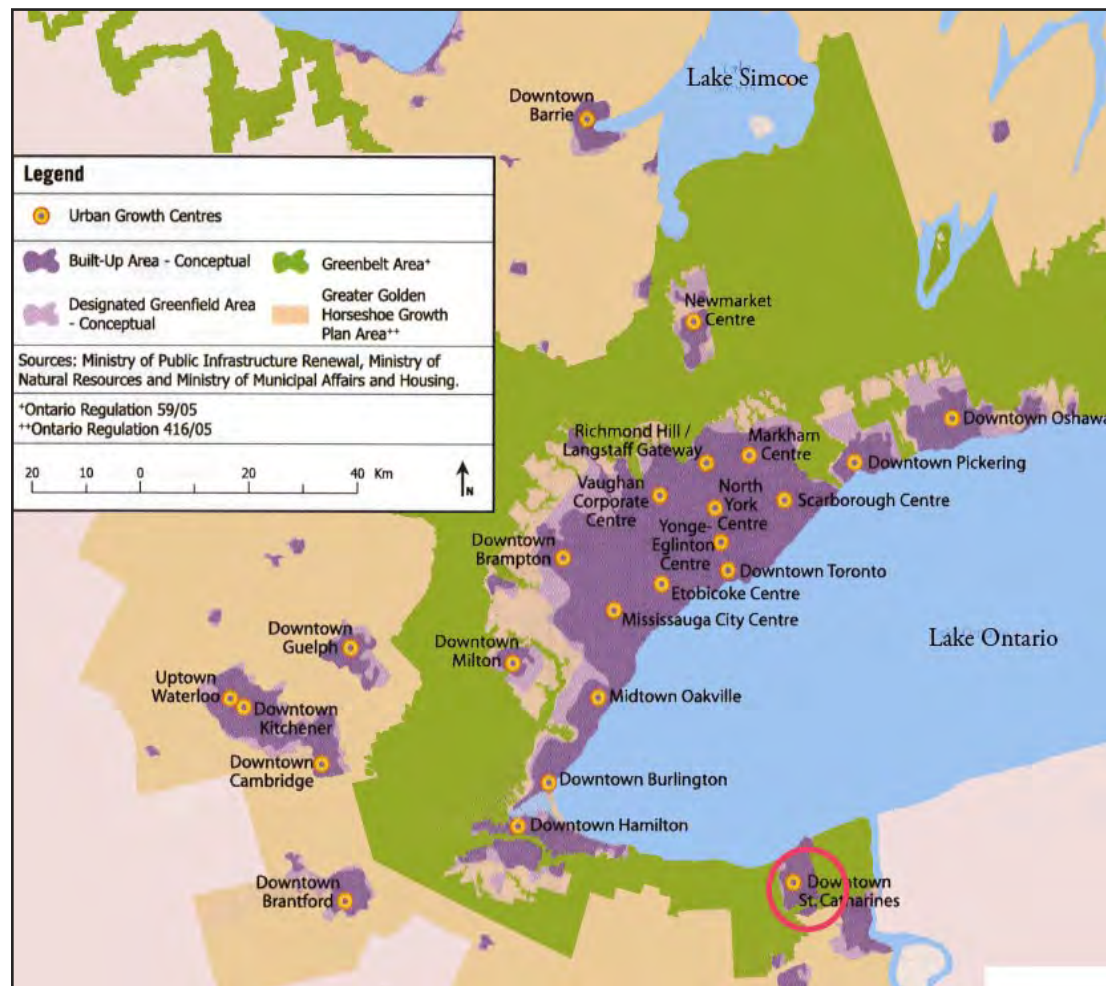 Lake Simcoe
Downtown
Barrie
Legend
Urban Growth Centres
Built-Up Area - Conceptual
Greenbelt Area+
Designated Greenfield Area
- Conceptual
Greater Golden
Horseshoe Growth
Plan Area++
Sources: Ministry of Public Infrastructure Renewal, Ministry of
Natural Resources and Ministry of Municipal Affairs and Housing.
+Ontario Regulation 59/05
++Ontario Regulation 416/05
20 0 20 40 Km
N
Newmarket
Centre
Downtown Oshawa
Richmond Hill /
Langstaff Gateway
Markham
Centre
Downtown Pickering
Vaughan
Corporate
Centre
North
York
Centre
Scarborough Centre
Yonge-
Eglinton
Centre
Downtown
Brampton
Downtown Toronto
Etobicoke Centre
Mississauga City Centre
Lake Ontario
Downtown
Guelph
Downtown
Milton
Uptown
Waterloo
Downtown
Kitchener
Midtown Oakville
Downtown
Cambridge
Downtown Burlington
Downtown Hamilton
Downtown
Brantford
Downtown
St. Catharines